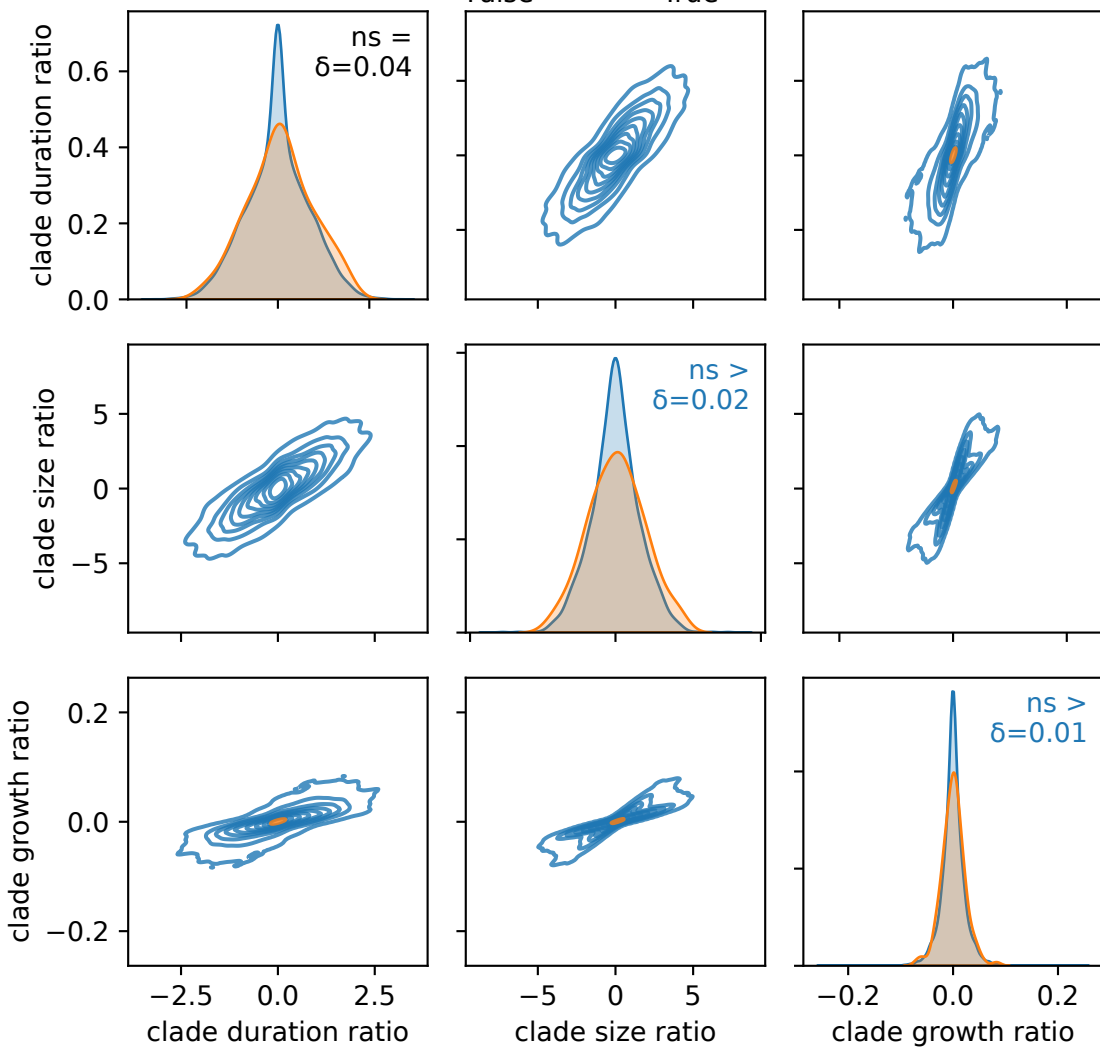 clade duration ratio
0.6
0.4
0.2
0.0
ns =
δ=0.04
clade size ratio
5
0
−5
ns >
δ=0.02
clade growth ratio
0.2
0.0
−0.2
ns >
δ=0.01
−2.5 0.0 2.5
−5 0 5
−0.2 0.0 0.2
clade duration ratio
clade size ratio
clade growth ratio